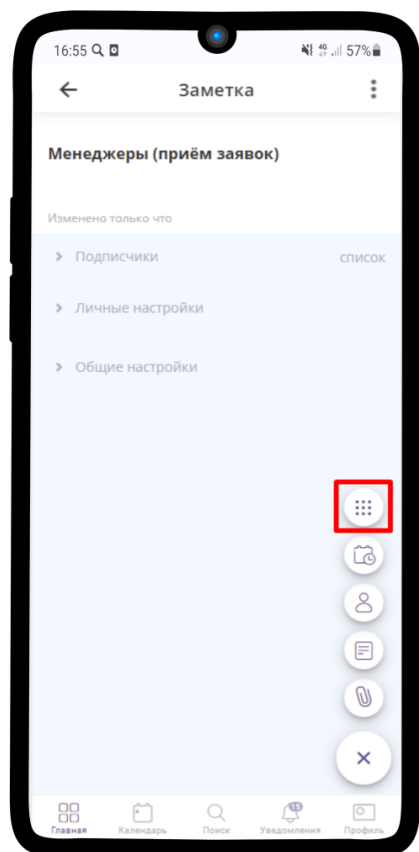 16:55
4G
57%
Заметка
Менеджеры (приём заявок)
Изменено только что
Подписчики
список
Личные настройки
Общие настройки
15
Главная
Календарь
Поиск
Уведомления
Профиль